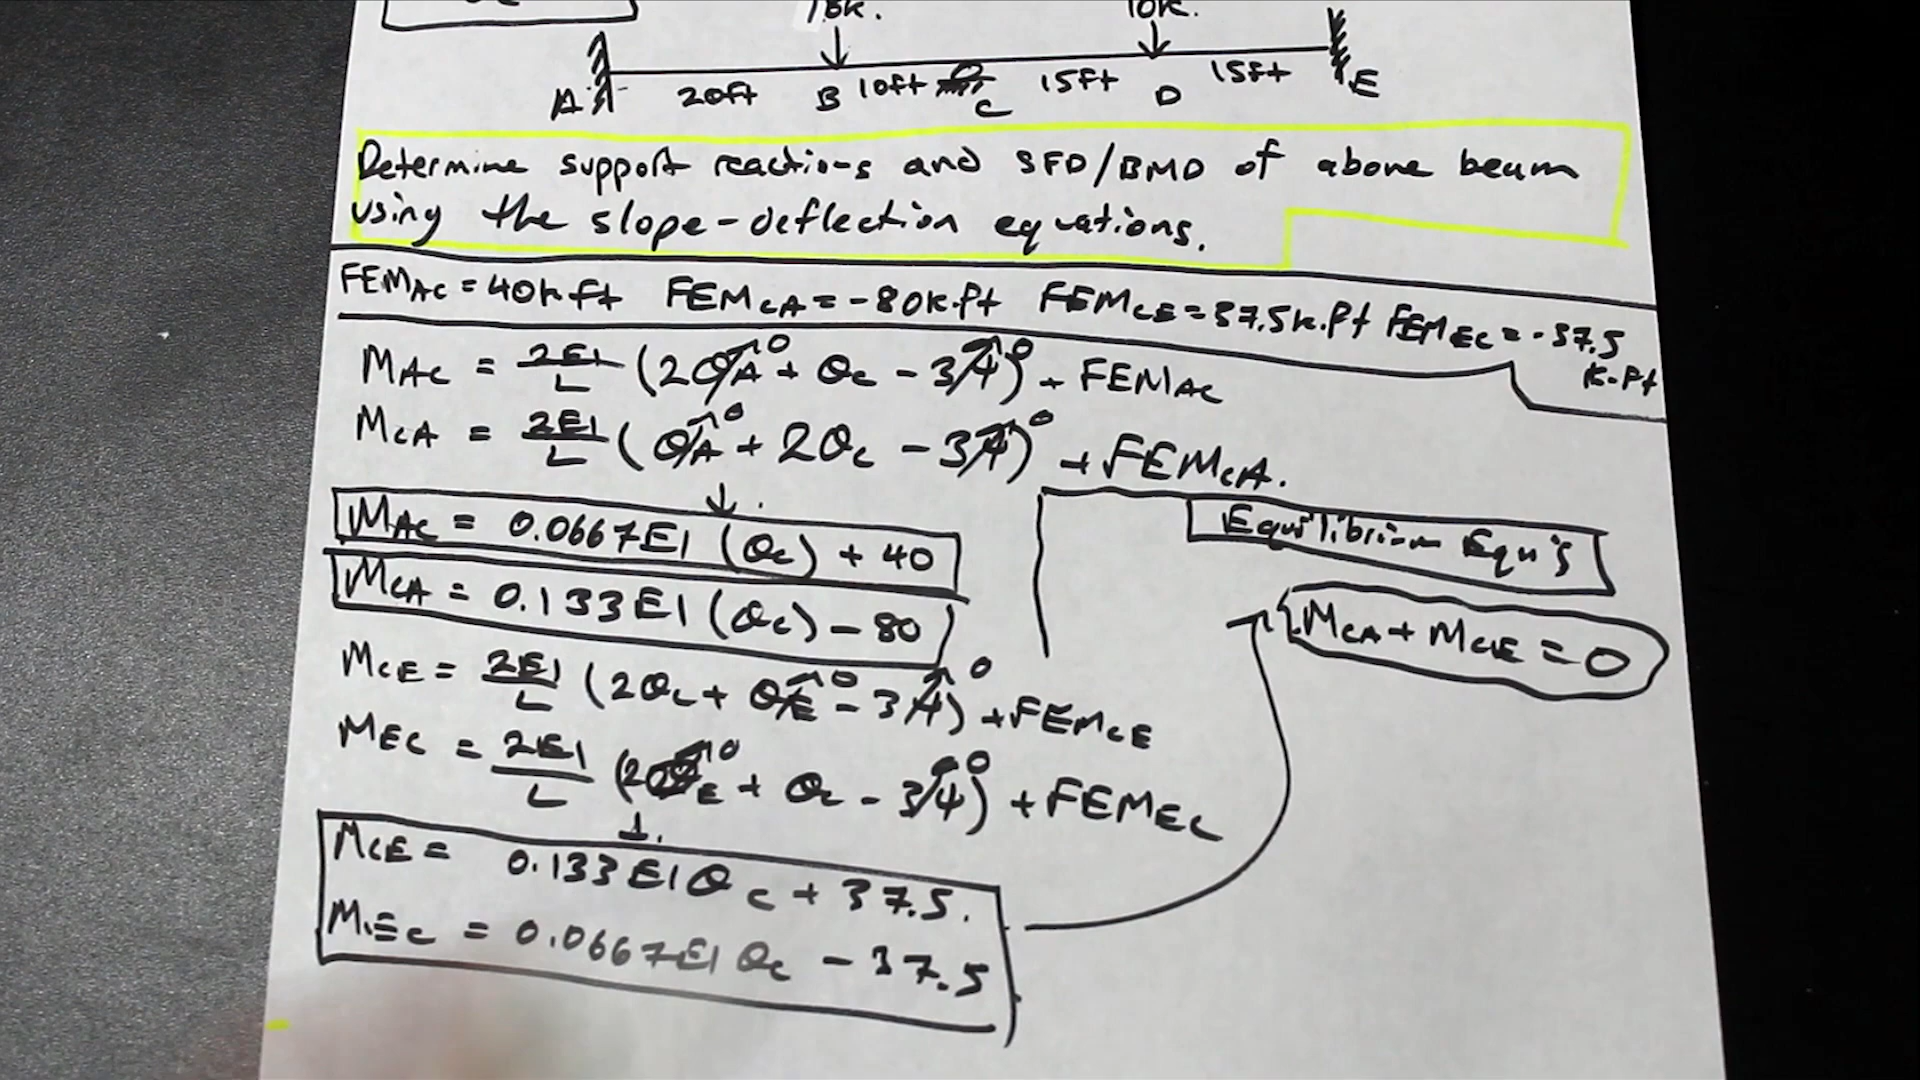 10k.
A 20ft B 10ft C 15ft D 15ft E
Determine support reactions and SFD/BMD of above beam
using the slope-deflection equations.
FEMAC = 40k.ft FEMCA = -80k.ft FEMCE = 37.5k.ft FEMEC = -37.5 k.ft
MAC = 2EI/L (2θA + θC - 3Ψ) + FEMAC
MCA = 2EI/L (θA + 2θC - 3Ψ) + FEMCA.
MAC = 0.0667EI (θC) + 40
MCA = 0.133EI (θC) - 80
Equilibrium Equ's
MCA + MCE = 0
MCE = 2EI/L (2θC + θE - 3Ψ) + FEMCE
MEC = 2EI/L (2θE + θC - 3Ψ) + FEMEC
MCE = 0.133EIθC + 37.5.
MEC = 0.0667EIθC - 37.5